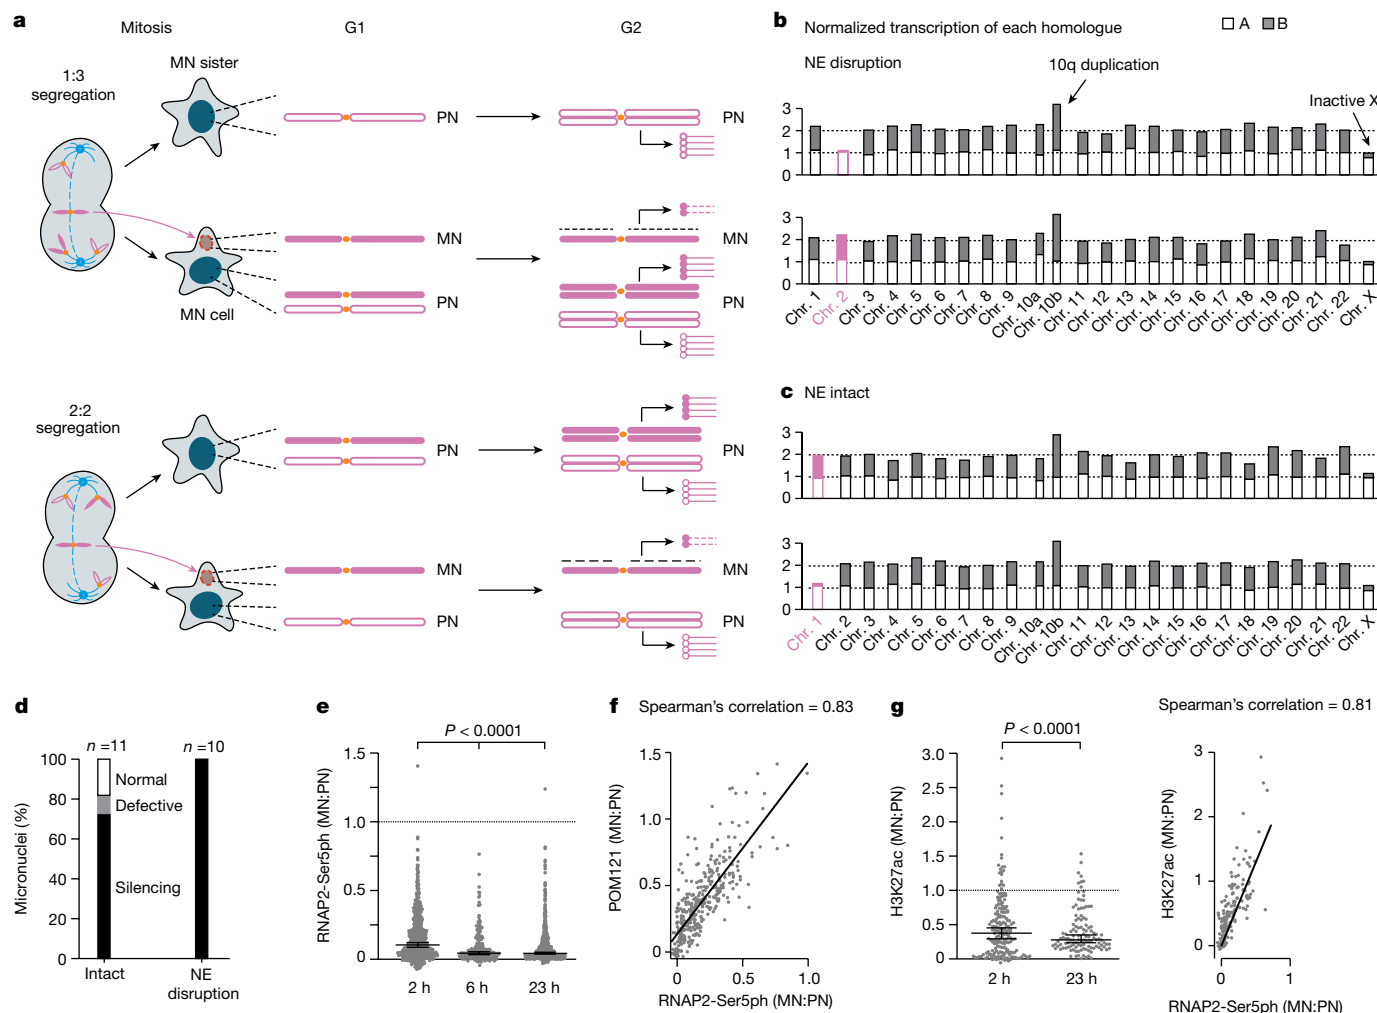 a
Mitosis
G1
G2
1:3
segregation
MN sister
PN
PN
MN
PN
MN
PN
MN cell
2:2
segregation
PN
PN
MN
PN
MN
PN
b Normalized transcription of each homologue
A B
NE disruption
10q duplication
Inactive X
3
2
1
0
3
2
1
0
Chr. 1
Chr. 2
Chr. 3
Chr. 4
Chr. 5
Chr. 6
Chr. 7
Chr. 8
Chr. 9
Chr. 10a
Chr. 10b
Chr. 11
Chr. 12
Chr. 13
Chr. 14
Chr. 15
Chr. 16
Chr. 17
Chr. 18
Chr. 19
Chr. 20
Chr. 21
Chr. 22
Chr. X
c NE intact
3
2
1
0
3
2
1
0
Chr. 1
Chr. 2
Chr. 3
Chr. 4
Chr. 5
Chr. 6
Chr. 7
Chr. 8
Chr. 9
Chr. 10a
Chr. 10b
Chr. 11
Chr. 12
Chr. 13
Chr. 14
Chr. 15
Chr. 16
Chr. 17
Chr. 18
Chr. 19
Chr. 20
Chr. 21
Chr. 22
Chr. X
d
n =11
n =10
100
80
60
40
20
0
Micronuclei (%)
Normal
Defective
Silencing
Intact
NE
disruption
e
P < 0.0001
1.5
1.0
0.5
0
RNAP2-Ser5ph (MN:PN)
2 h
6 h
23 h
f Spearman's correlation = 0.83
1.5
1.0
0.5
0
POM121 (MN:PN)
0
0.5
1.0
RNAP2-Ser5ph (MN:PN)
g
P < 0.0001
3.0
2.5
2.0
1.5
1.0
0.5
0
H3K27ac (MN:PN)
2 h
23 h
Spearman's correlation = 0.81
3
2
1
0
H3K27ac (MN:PN)
0
1
RNAP2-Ser5ph (MN:PN)